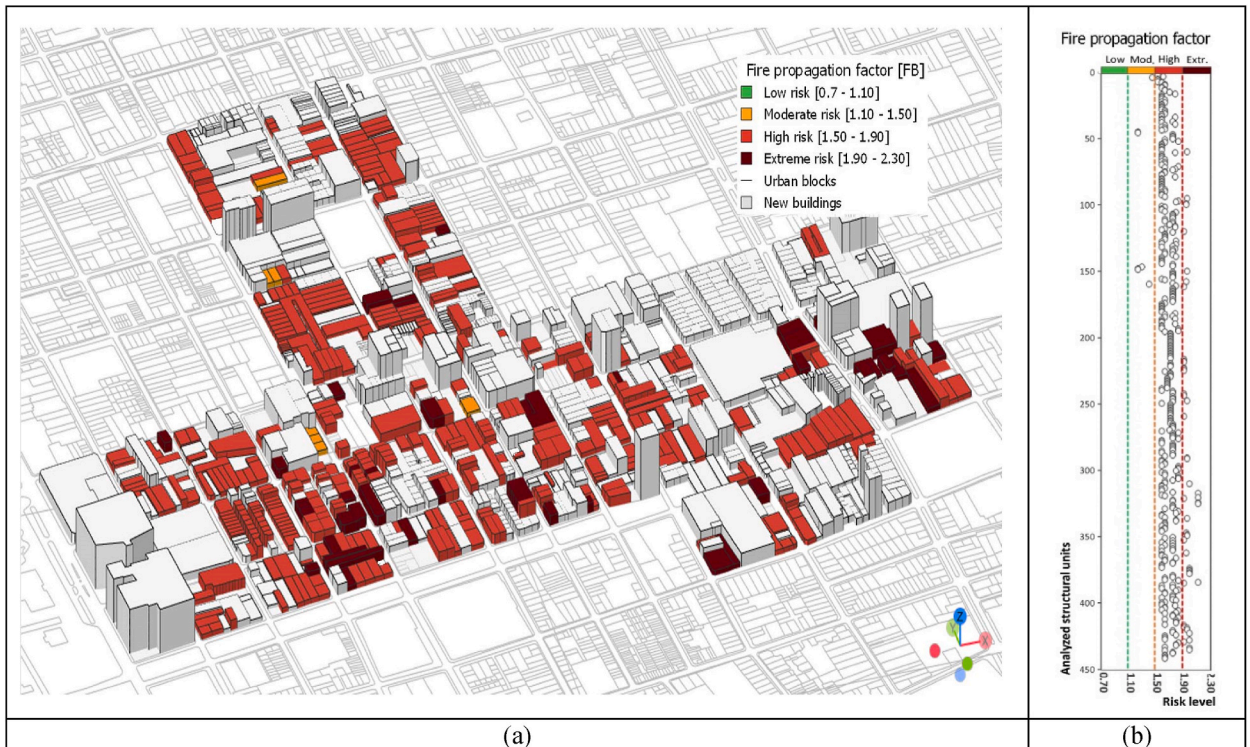 Fire propagation factor [FB]
Low risk [0.7 - 1.10]
Moderate risk [1.10 - 1.50]
High risk [1.50 - 1.90]
Extreme risk [1.90 - 2.30]
Urban blocks
New buildings
Z
Y
X
(a)
Fire propagation factor
Low Mod. High Extr.
0
50
100
150
200
250
300
350
400
450
Analyzed structural units
0.70 1.10 1.50 1.90 2.30
Risk level
(b)